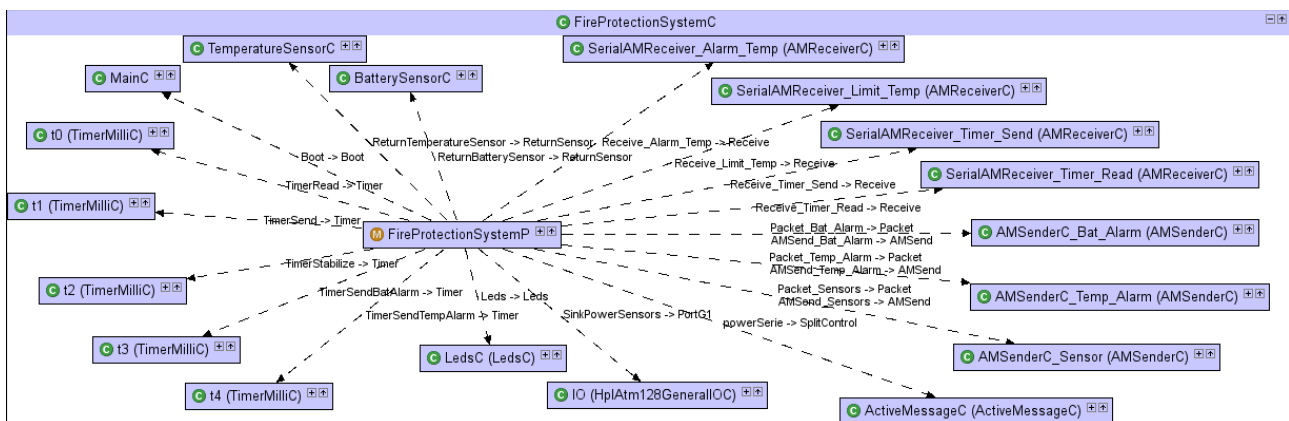 FireProtectionSystemC
TemperatureSensorC
SerialAMReceiver_Alarm_Temp (AMReceiverC)
MainC
BatterySensorC
SerialAMReceiver_Limit_Temp (AMReceiverC)
t0 (TimerMilliC)
SerialAMReceiver_Timer_Send (AMReceiverC)
ReturnTemperatureSensor -> ReturnSensor
Receive_Alarm_Temp -> Receive
Boot -> Boot
ReturnBatterySensor -> ReturnSensor
Receive_Limit_Temp -> Receive
SerialAMReceiver_Timer_Read (AMReceiverC)
TimerRead -> Timer
Receive_Timer_Send -> Receive
t1 (TimerMilliC)
Receive_Timer_Read -> Receive
TimerSend -> Timer
FireProtectionSystemP
Packet_Bat_Alarm -> Packet
AMSend_Bat_Alarm -> AMSend
AMSenderC_Bat_Alarm (AMSenderC)
Packet_Temp_Alarm -> Packet
AMSend_Temp_Alarm -> AMSend
TimerStabilize -> Timer
t2 (TimerMilliC)
Packet_Sensors -> Packet
AMSend_Sensors -> AMSend
AMSenderC_Temp_Alarm (AMSenderC)
TimerSendBatAlarm -> Timer
Leds -> Leds
TimerSendTempAlarm -> Timer
SinkPowerSensors -> PortG1
powerSerie -> SplitControl
t3 (TimerMilliC)
LedsC (LedsC)
AMSenderC_Sensor (AMSenderC)
t4 (TimerMilliC)
IO (HplAtm128GeneralIOC)
ActiveMessageC (ActiveMessageC)